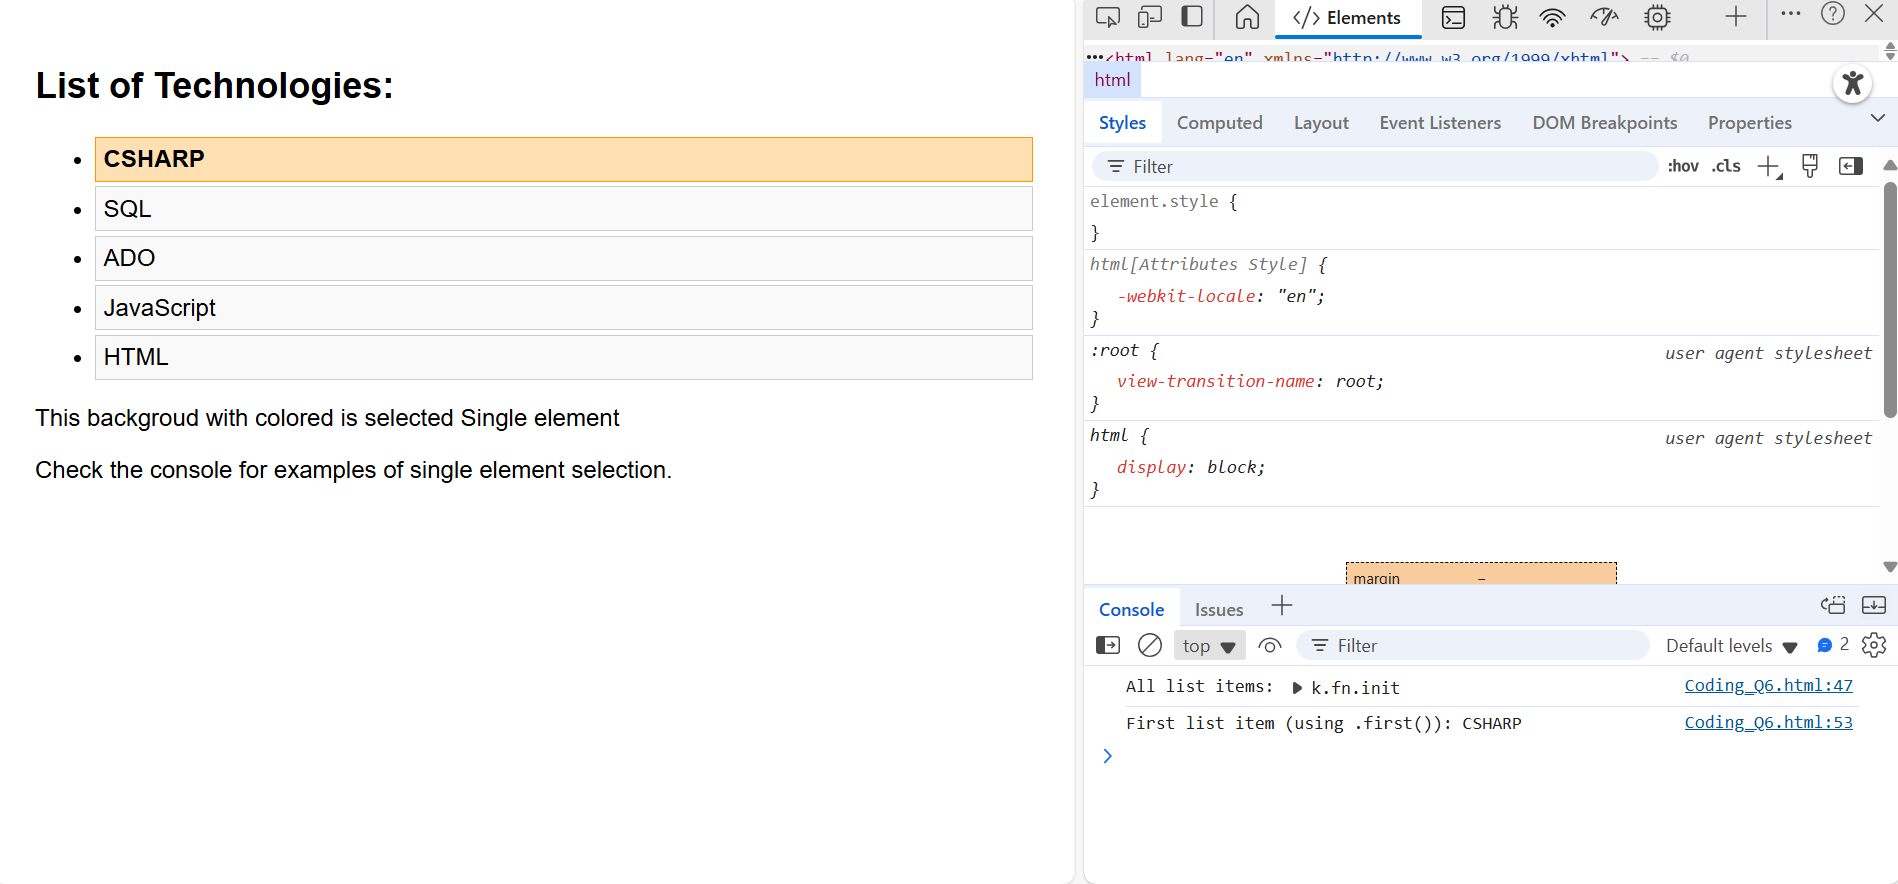 List of Technologies:
CSHARP
SQL
ADO
JavaScript
HTML
This backgroud with colored is selected Single element
Check the console for examples of single element selection.
Elements
<html lang="en" xmlns="http://www.w3.org/1999/xhtml"> == $0
html
Styles Computed Layout Event Listeners DOM Breakpoints Properties
Filter :hov .cls
element.style {
}
html[Attributes Style] {
-webkit-locale: "en";
}
:root { user agent stylesheet
view-transition-name: root;
}
html { user agent stylesheet
display: block;
}
margin –
Console Issues
top Filter Default levels 2
All list items: k.fn.init Coding_Q6.html:47
First list item (using .first()): CSHARP Coding_Q6.html:53